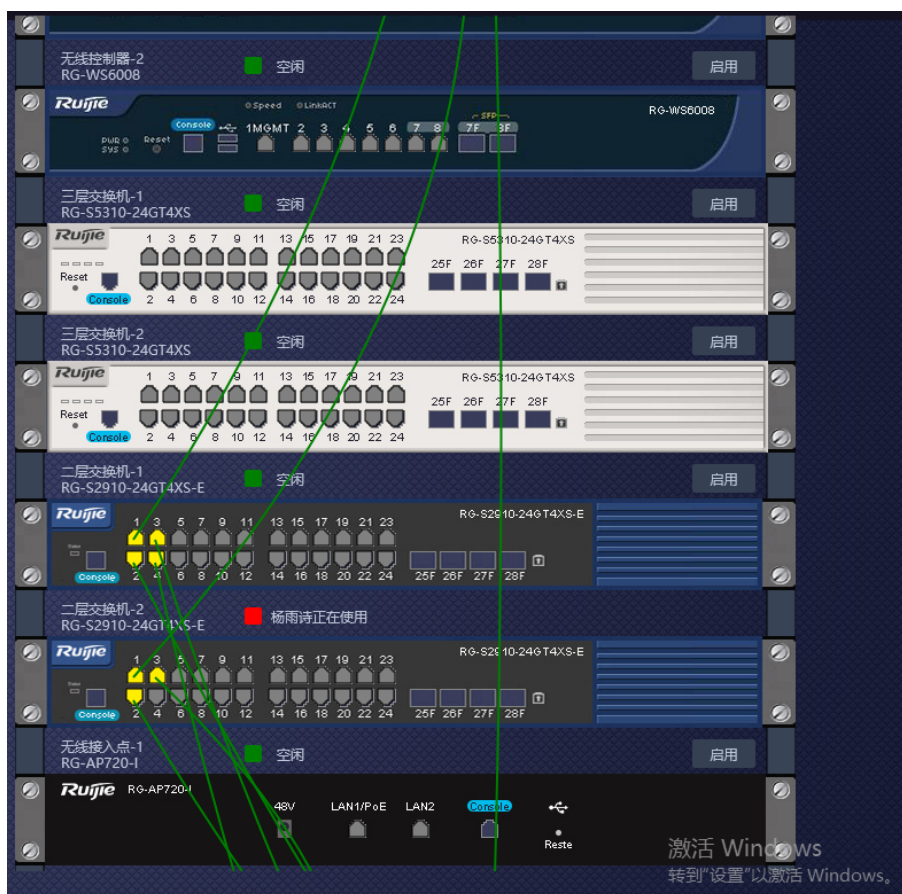 无线控制器-2
RG-WS6008
空闲
启用
Ruijie
Speed LinkACT
SFP
RG-WS6008
Console
1MGMT 2 3 4 5 6 7 8 7F 8F
PWR
SYS
Reset
三层交换机-1
RG-S5310-24GT4XS
空闲
启用
Ruijie
1 3 5 7 9 11 13 15 17 19 21 23
RG-S5310-24GT4XS
25F 26F 27F 28F
Reset
Console
2 4 6 8 10 12 14 16 18 20 22 24
三层交换机-2
RG-S5310-24GT4XS
空闲
启用
Ruijie
1 3 5 7 9 11 13 15 17 19 21 23
RG-S5310-24GT4XS
25F 26F 27F 28F
Reset
Console
2 4 6 8 10 12 14 16 18 20 22 24
二层交换机-1
RG-S2910-24GT4XS-E
空闲
启用
Ruijie
RG-S2910-24GT4XS-E
1 3 5 7 9 11 13 15 17 19 21 23
Console
2 4 6 8 10 12 14 16 18 20 22 24 25F 26F 27F 28F
二层交换机-2
RG-S2910-24GT4XS-E
杨雨诗正在使用
Ruijie
RG-S2910-24GT4XS-E
1 3 5 7 9 11 13 15 17 19 21 23
Console
2 4 6 8 10 12 14 16 18 20 22 24 25F 26F 27F 28F
无线接入点-1
RG-AP720-I
空闲
启用
Ruijie RG-AP720-I
48V LAN1/PoE LAN2 Console
Reste
激活 Windows
转到"设置"以激活 Windows。